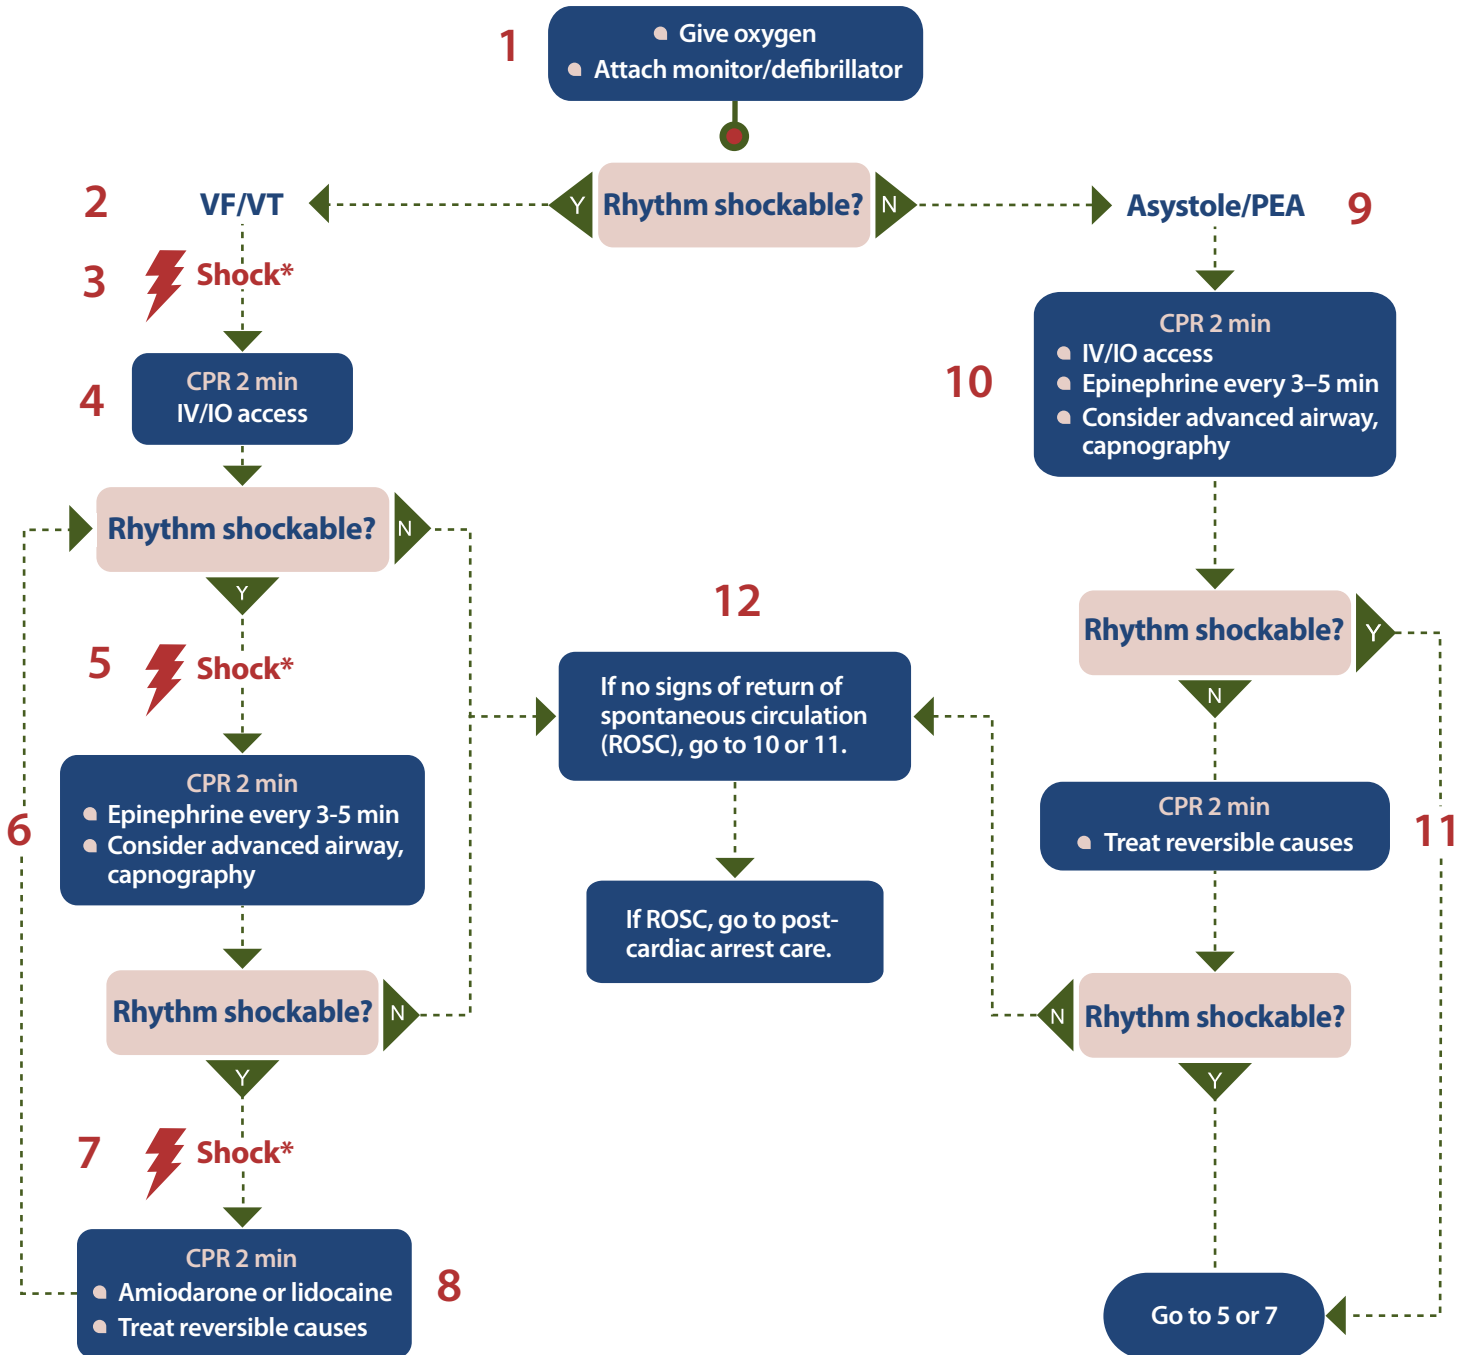 1
Give oxygen
Attach monitor/defibrillator
Y
Rhythm shockable?
N
2
VF/VT
Asystole/PEA
9
3
Shock*
4
CPR 2 min
IV/IO access
10
CPR 2 min
IV/IO access
Epinephrine every 3–5 min
Consider advanced airway,
capnography
Rhythm shockable?
N
Y
5
Shock*
6
CPR 2 min
Epinephrine every 3-5 min
Consider advanced airway,
capnography
Rhythm shockable?
N
Y
7
Shock*
CPR 2 min
Amiodarone or lidocaine
Treat reversible causes
8
12
If no signs of return of
spontaneous circulation
(ROSC), go to 10 or 11.
If ROSC, go to post-
cardiac arrest care.
Rhythm shockable?
Y
N
CPR 2 min
Treat reversible causes
11
N
Rhythm shockable?
Y
Go to 5 or 7